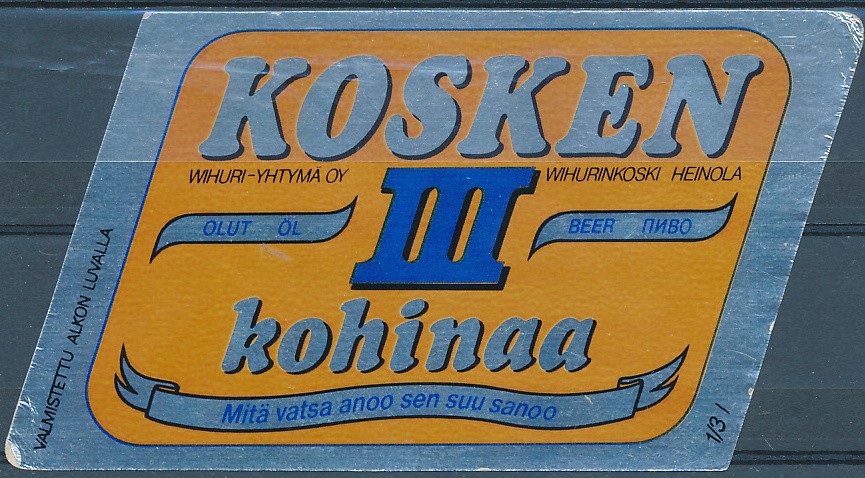 KOSKEN
WIHURI-YHTYMÄ OY
WIHURINKOSKI HEINOLA
III
OLUT ÖL
BEER ПИВО
kohinaa
Mitä vatsa anoo sen suu sanoo
VALMISTETTU ALKON LUVALLA
1/3 l